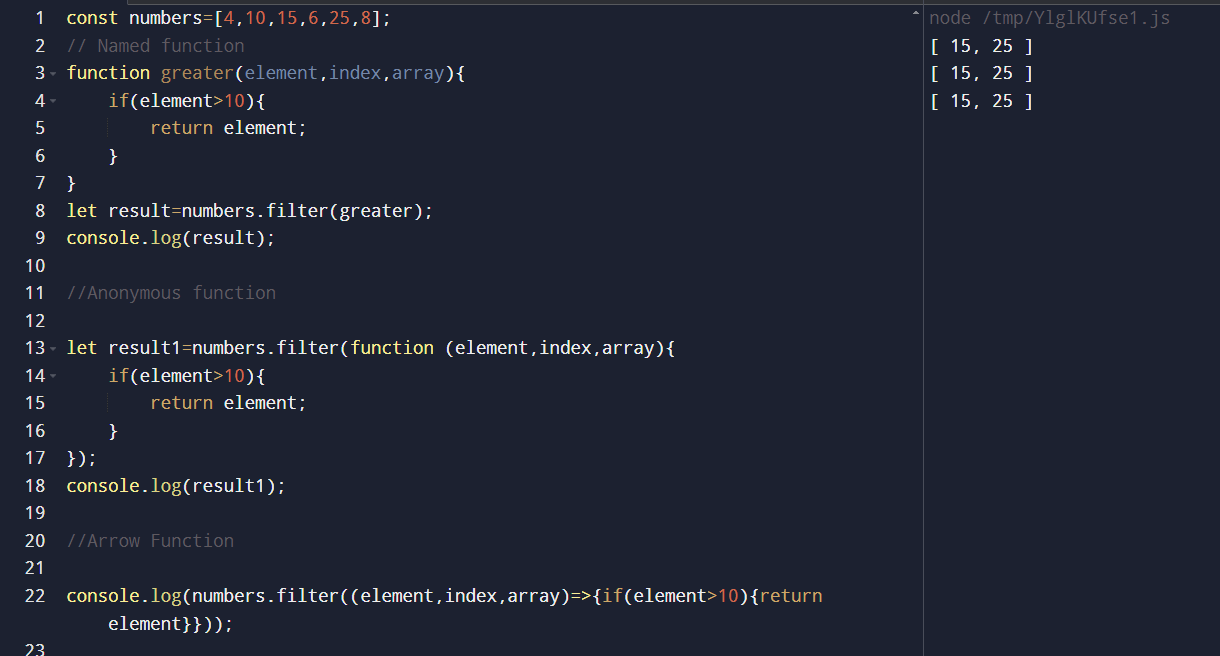 1 const numbers=[4,10,15,6,25,8];
2 // Named function
3 function greater(element,index,array){
4 if(element>10){
5 return element;
6 }
7 }
8 let result=numbers.filter(greater);
9 console.log(result);
10
11 //Anonymous function
12
13 let result1=numbers.filter(function (element,index,array){
14 if(element>10){
15 return element;
16 }
17 });
18 console.log(result1);
19
20 //Arrow Function
21
22 console.log(numbers.filter((element,index,array)=>{if(element>10){return
element}}));
23
node /tmp/YlglKUfse1.js
[ 15, 25 ]
[ 15, 25 ]
[ 15, 25 ]